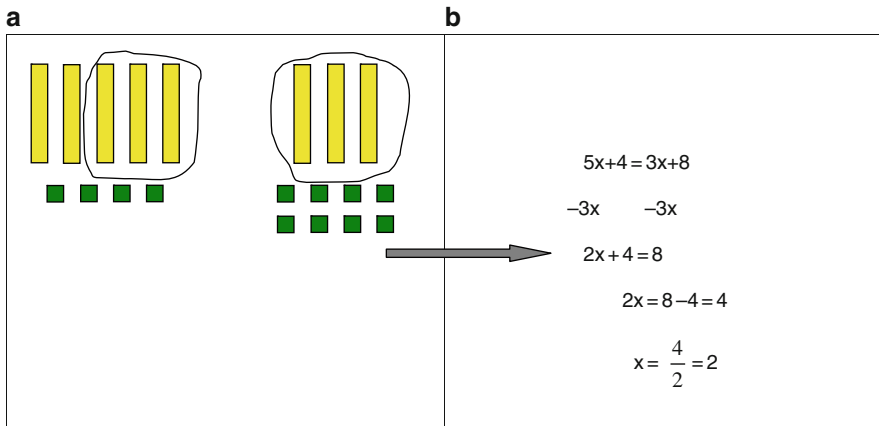 a
b
5x+4=3x+8
–3x –3x
2x+4=8
2x=8–4=4
x= 4/2 =2